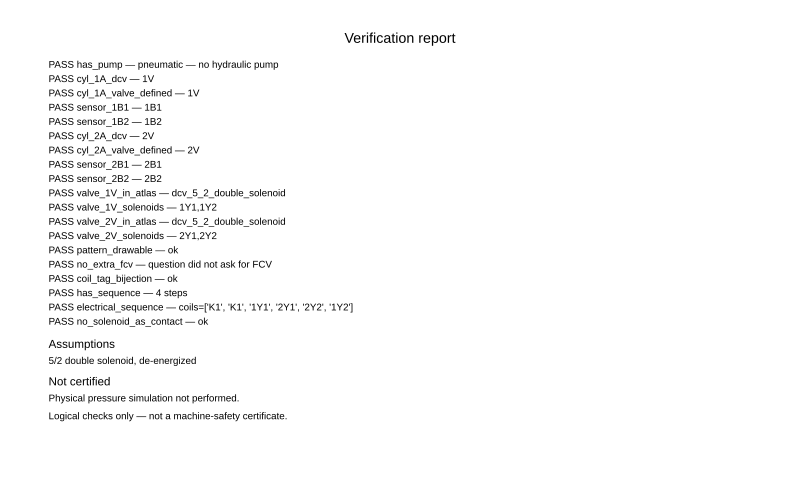 Verification report
PASS has_pump — pneumatic — no hydraulic pump
PASS cyl_1A_dcv — 1V
PASS cyl_1A_valve_defined — 1V
PASS sensor_1B1 — 1B1
PASS sensor_1B2 — 1B2
PASS cyl_2A_dcv — 2V
PASS cyl_2A_valve_defined — 2V
PASS sensor_2B1 — 2B1
PASS sensor_2B2 — 2B2
PASS valve_1V_in_atlas — dcv_5_2_double_solenoid
PASS valve_1V_solenoids — 1Y1,1Y2
PASS valve_2V_in_atlas — dcv_5_2_double_solenoid
PASS valve_2V_solenoids — 2Y1,2Y2
PASS pattern_drawable — ok
PASS no_extra_fcv — question did not ask for FCV
PASS coil_tag_bijection — ok
PASS has_sequence — 4 steps
PASS electrical_sequence — coils=['K1', 'K1', '1Y1', '2Y1', '2Y2', '1Y2']
PASS no_solenoid_as_contact — ok
Assumptions
5/2 double solenoid, de-energized
Not certified
Physical pressure simulation not performed.
Logical checks only — not a machine-safety certificate.